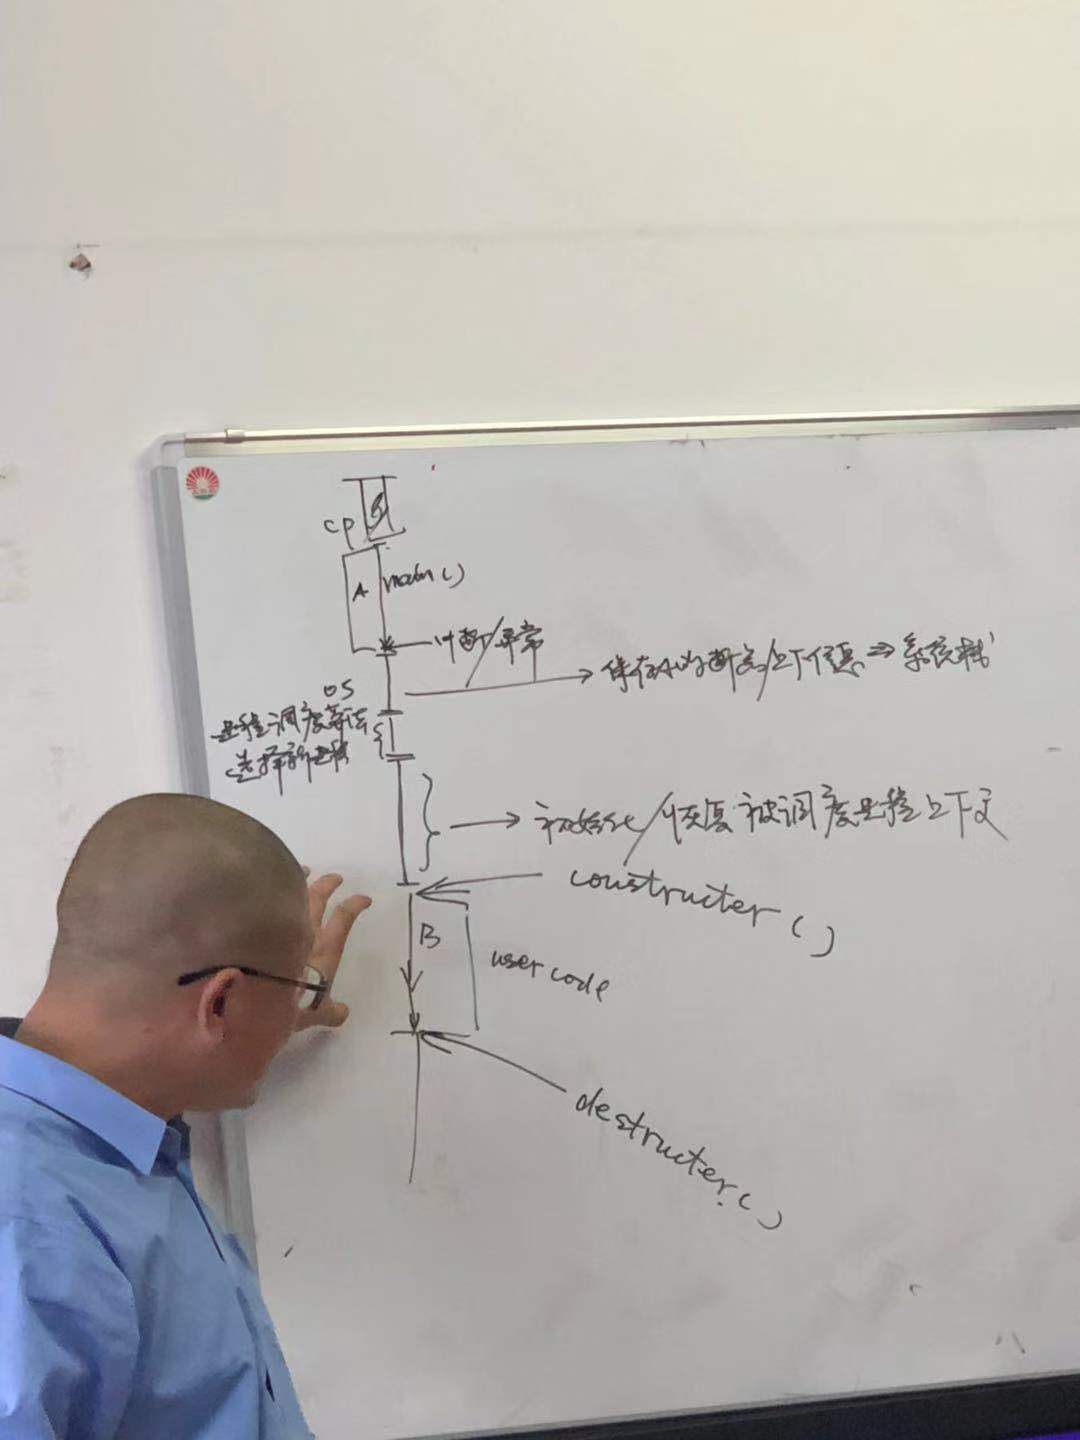 cp
A main()
中断/异常
保存A的断点/上下信息⇒系统栈
OS
进程调度算法
选择新进程
初始化/恢复被调度进程上下文
constructer()
B
user code
destructer.()